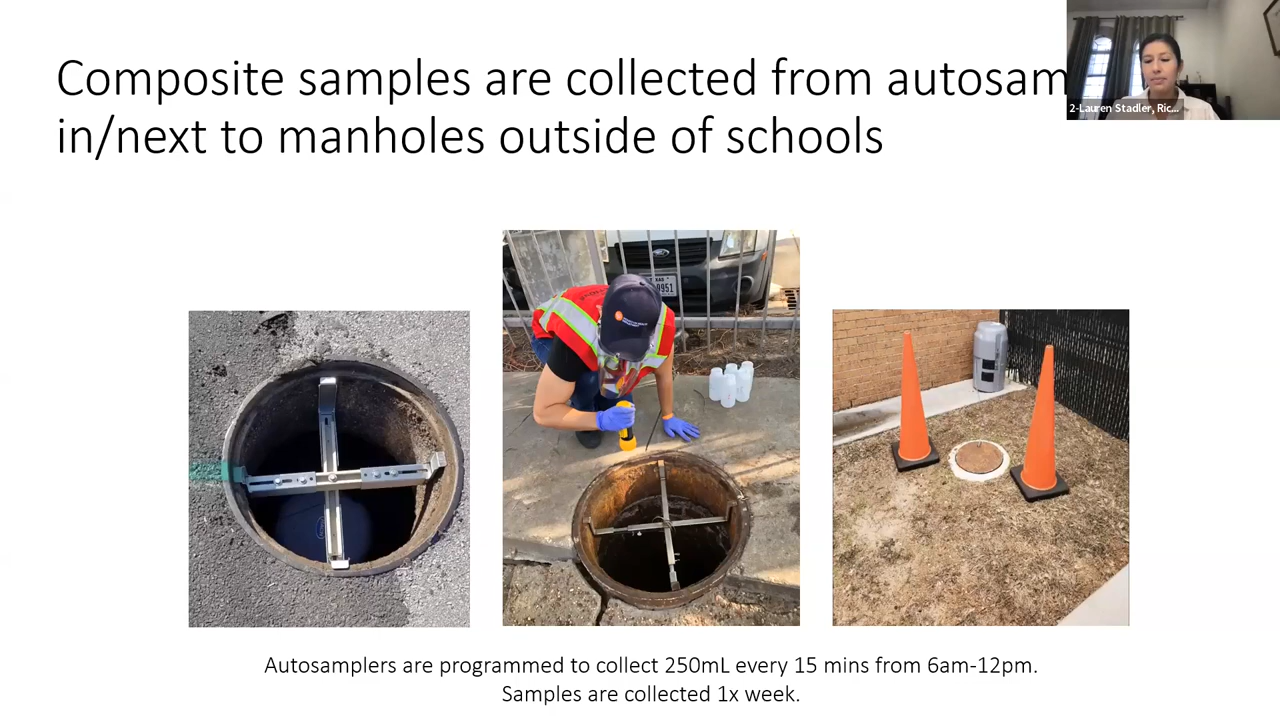 Composite samples are collected from autosam
in/next to manholes outside of schools
2-Lauren Stadler, Ric...
Autosamplers are programmed to collect 250mL every 15 mins from 6am-12pm.
Samples are collected 1x week.